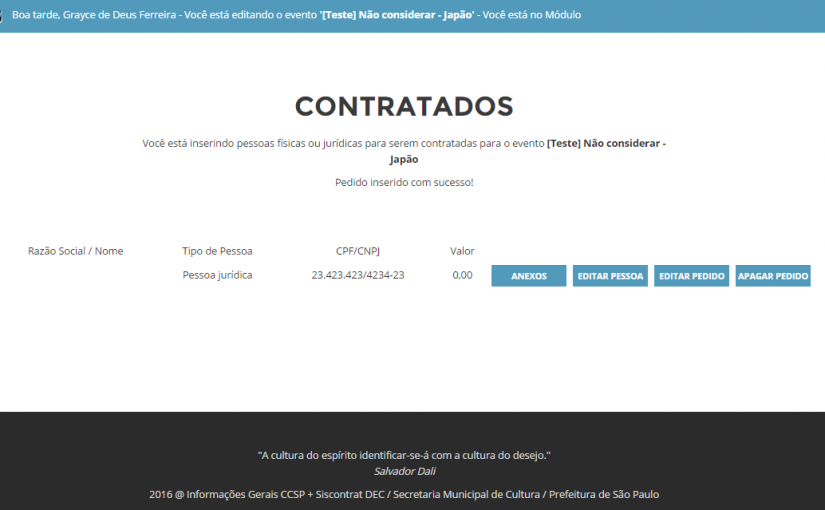 Boa tarde, Grayce de Deus Ferreira - Você está editando o evento '[Teste] Não considerar - Japão' - Você está no Módulo
CONTRATADOS
Você está inserindo pessoas físicas ou jurídicas para serem contratadas para o evento [Teste] Não considerar -
Japão
Pedido inserido com sucesso!
Razão Social / Nome Tipo de Pessoa CPF/CNPJ Valor
Pessoa jurídica 23.423.423/4234-23 0,00 ANEXOS EDITAR PESSOA EDITAR PEDIDO APAGAR PEDIDO
"A cultura do espírito identificar-se-á com a cultura do desejo."
Salvador Dali
2016 @ Informações Gerais CCSP + Siscontrat DEC / Secretaria Municipal de Cultura / Prefeitura de São Paulo